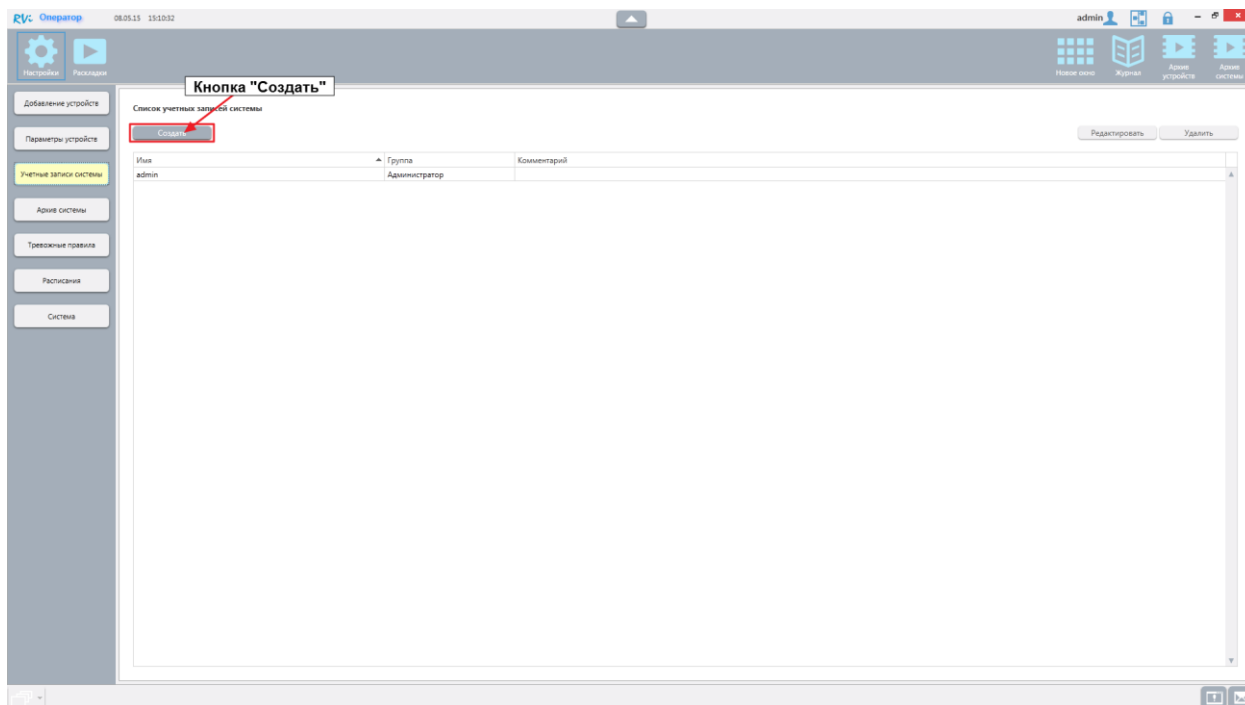 RVi Оператор 08.05.15 15:10:32 admin
Настройки Раскладки Новое окно Журнал Архив устройств Архив системы
Кнопка "Создать"
Добавление устройств
Параметры устройств
Учетные записи системы
Архив системы
Тревожные правила
Расписания
Система
Список учетных записей системы
Создать Редактировать Удалить
Имя Группа Комментарий
admin Администратор